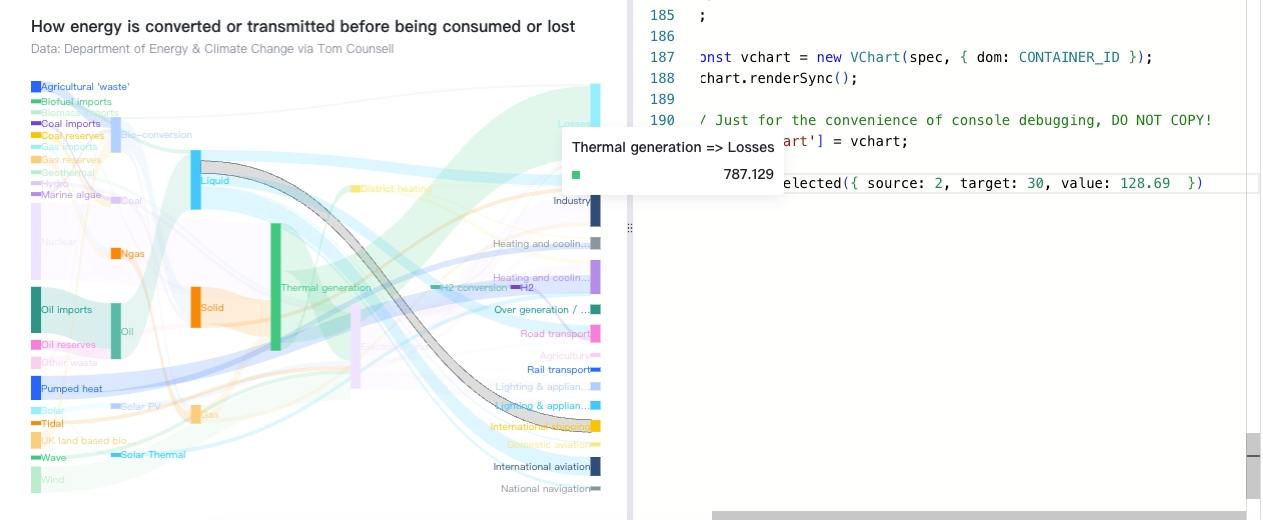 How energy is converted or transmitted before being consumed or lost
Data: Department of Energy & Climate Change via Tom Counsell
Agricultural 'waste'
Biofuel imports
Biomass imports
Coal imports
Coal reserves
Gas imports
Gas reserves
Geothermal
Hydro
Marine algae
Nuclear
Oil imports
Oil reserves
Other waste
Pumped heat
Solar
Tidal
UK land based bio...
Wave
Wind
Bio-conversion
Coal
Ngas
Oil
Solar PV
Solar Thermal
Liquid
Solid
Gas
Thermal generation
District heating
H2 conversion
H2
Losses
Thermal generation => Losses
787.129
Industry
Heating and coolin...
Heating and coolin...
Over generation / ...
Road transport
Agriculture
Rail transport
Lighting & applian...
Lighting & applian...
International shipping
Domestic aviation
International aviation
National navigation
185 ;
186
187 onst vchart = new VChart(spec, { dom: CONTAINER_ID });
188 chart.renderSync();
189
190 / Just for the convenience of console debugging, DO NOT COPY!
art'] = vchart;
elected({ source: 2, target: 30, value: 128.69 })